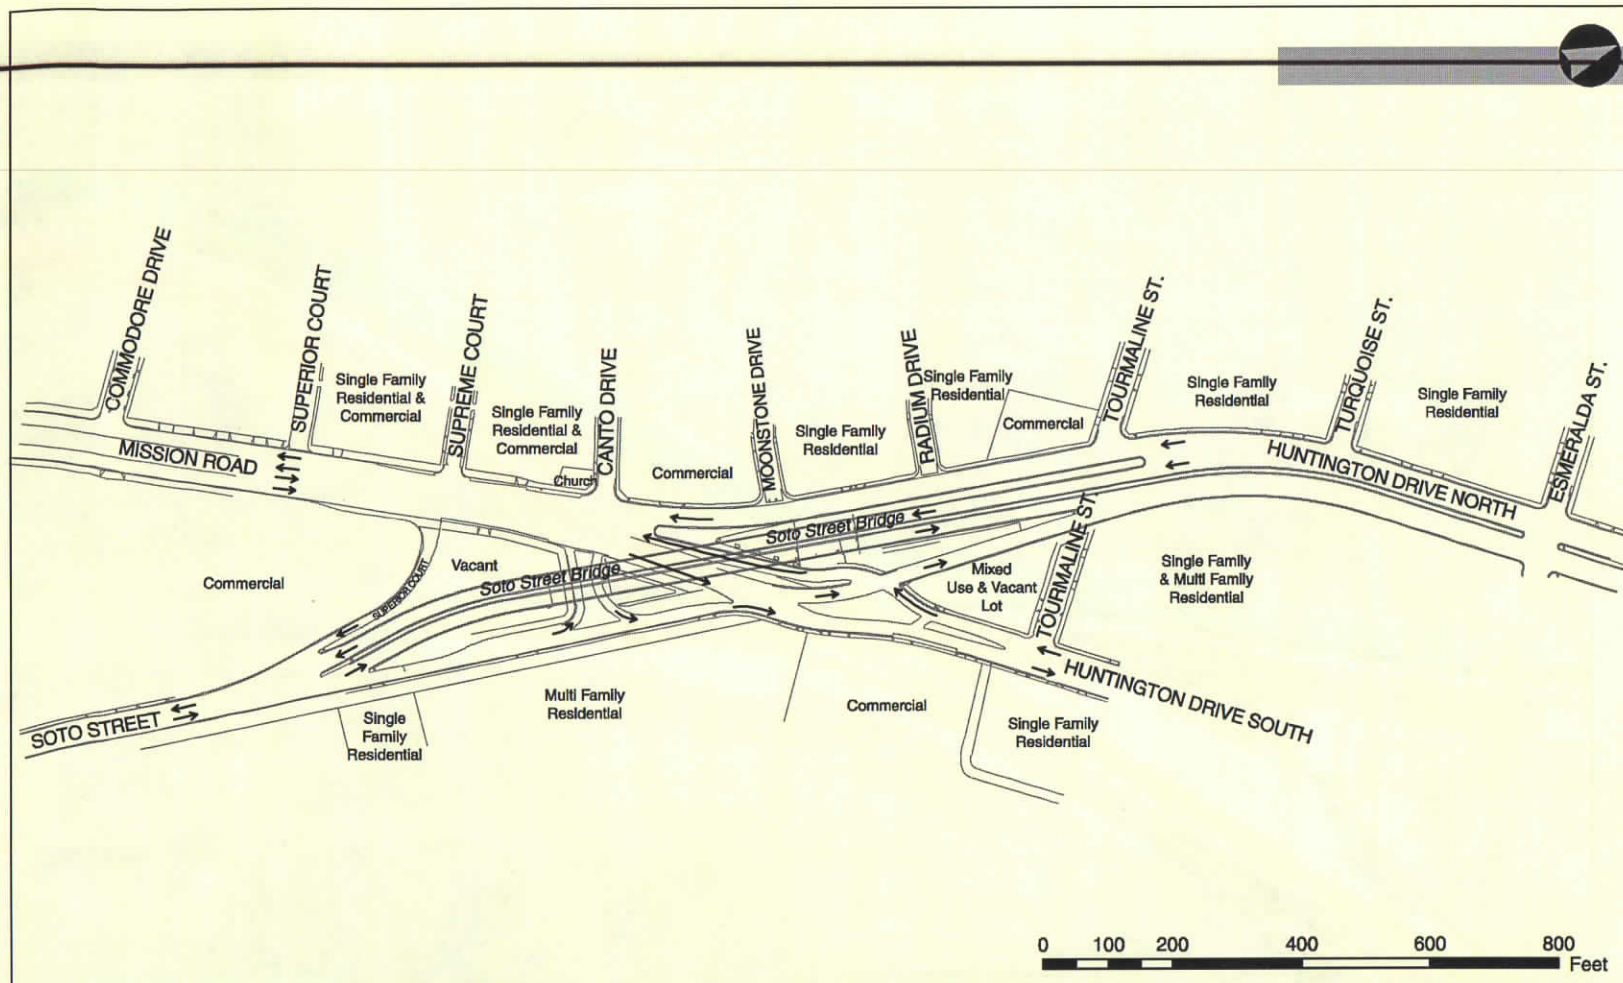 COMMODORE DRIVE
SUPERIOR COURT
SUPREME COURT
CANTO DRIVE
MOONSTONE DRIVE
RADIUM DRIVE
TOURMALINE ST.
TURQUOISE ST.
ESMERALDA ST.
Single Family
Residential &
Commercial
Single Family
Residential &
Commercial
Church
Commercial
Single Family
Residential
Single Family
Residential
Commercial
Single Family
Residential
Single Family
Residential
MISSION ROAD
HUNTINGTON DRIVE NORTH
Soto Street Bridge
Soto Street Bridge
Commercial
SUPERIOR COURT
Vacant
Mixed
Use & Vacant
Lot
TOURMALINE ST.
Single Family
& Multi Family
Residential
SOTO STREET
Single
Family
Residential
Multi Family
Residential
Commercial
Single Family
Residential
HUNTINGTON DRIVE SOUTH
0 100 200 400 600 800
Feet